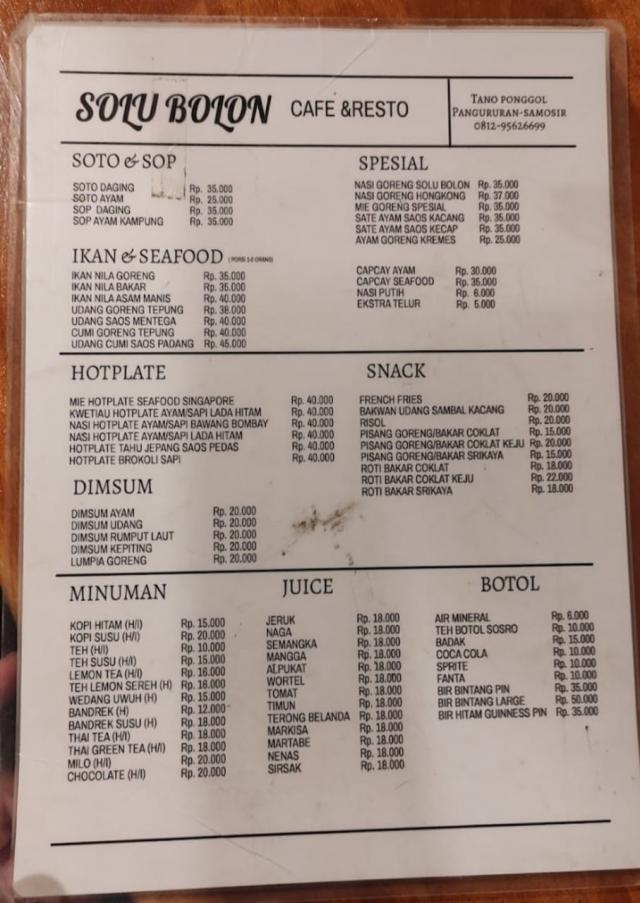 SOLU BOLON CAFE &RESTO
TANO PONGGOL
PANGURURAN-SAMOSIR
0812-95626699
SOTO & SOP
SOTO DAGING Rp. 35.000
SOTO AYAM Rp. 25.000
SOP DAGING Rp. 35.000
SOP AYAM KAMPUNG Rp. 35.000
SPESIAL
NASI GORENG SOLU BOLON Rp. 35.000
NASI GORENG HONGKONG Rp. 37.000
MIE GORENG SPESIAL Rp. 35.000
SATE AYAM SAOS KACANG Rp. 35.000
SATE AYAM SAOS KECAP Rp. 35.000
AYAM GORENG KREMES Rp. 25.000
CAPCAY AYAM Rp. 30.000
CAPCAY SEAFOOD Rp. 35.000
NASI PUTIH Rp. 6.000
EKSTRA TELUR Rp. 5.000
IKAN & SEAFOOD
IKAN NILA GORENG Rp. 35.000
IKAN NILA BAKAR Rp. 35.000
IKAN NILA ASAM MANIS Rp. 40.000
UDANG GORENG TEPUNG Rp. 38.000
UDANG SAOS MENTEGA Rp. 40.000
CUMI GORENG TEPUNG Rp. 40.000
UDANG CUMI SAOS PADANG Rp. 45.000
HOTPLATE
MIE HOTPLATE SEAFOOD SINGAPORE Rp. 40.000
KWETIAU HOTPLATE AYAM/SAPI LADA HITAM Rp. 40.000
NASI HOTPLATE AYAM/SAPI BAWANG BOMBAY Rp. 40.000
NASI HOTPLATE AYAM/SAPI LADA HITAM Rp. 40.000
HOTPLATE TAHU JEPANG SAOS PEDAS Rp. 40.000
HOTPLATE BROKOLI SAPI Rp. 40.000
SNACK
FRENCH FRIES Rp. 20.000
BAKWAN UDANG SAMBAL KACANG Rp. 20.000
RISOL Rp. 20.000
PISANG GORENG/BAKAR COKLAT Rp. 15.000
PISANG GORENG/BAKAR COKLAT KEJU Rp. 20.000
PISANG GORENG/BAKAR SRIKAYA Rp. 15.000
ROTI BAKAR COKLAT Rp. 18.000
ROTI BAKAR COKLAT KEJU Rp. 22.000
ROTI BAKAR SRIKAYA Rp. 18.000
DIMSUM
DIMSUM AYAM Rp. 20.000
DIMSUM UDANG Rp. 20.000
DIMSUM RUMPUT LAUT Rp. 20.000
DIMSUM KEPITING Rp. 20.000
LUMPIA GORENG Rp. 20.000
MINUMAN
KOPI HITAM (H/I) Rp. 15.000
KOPI SUSU (H/I) Rp. 20.000
TEH (H/I) Rp. 10.000
TEH SUSU (H/I) Rp. 15.000
LEMON TEA (H/I) Rp. 16.000
TEH LEMON SEREH (H) Rp. 18.000
WEDANG UWUH (H) Rp. 15.000
BANDREK (H) Rp. 12.000
BANDREK SUSU (H) Rp. 18.000
THAI TEA (H/I) Rp. 18.000
THAI GREEN TEA (H/I) Rp. 18.000
MILO (H/I) Rp. 20.000
CHOCOLATE (H/I) Rp. 20.000
JUICE
JERUK Rp. 18.000
NAGA Rp. 18.000
SEMANGKA Rp. 18.000
MANGGA Rp. 18.000
ALPUKAT Rp. 18.000
WORTEL Rp. 18.000
TOMAT Rp. 18.000
TIMUN Rp. 18.000
TERONG BELANDA Rp. 18.000
MARKISA Rp. 18.000
MARTABE Rp. 18.000
NENAS Rp. 18.000
SIRSAK Rp. 18.000
BOTOL
AIR MINERAL Rp. 6.000
TEH BOTOL SOSRO Rp. 10.000
BADAK Rp. 15.000
COCA COLA Rp. 10.000
SPRITE Rp. 10.000
FANTA Rp. 10.000
BIR BINTANG PIN Rp. 35.000
BIR BINTANG LARGE Rp. 50.000
BIR HITAM GUINNESS PIN Rp. 35.000